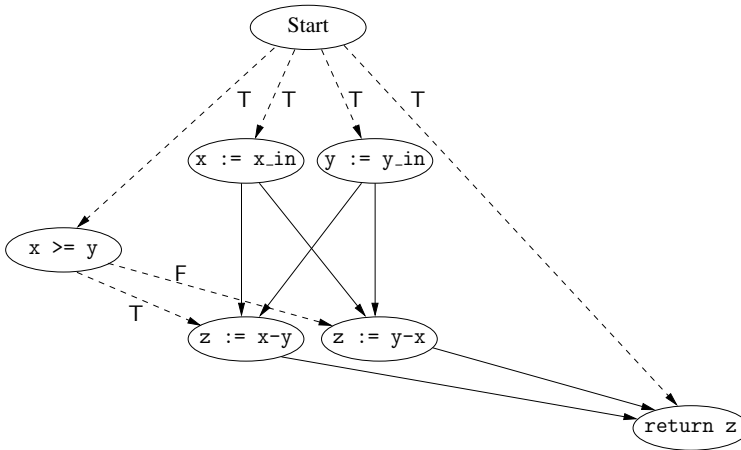 Start
T T T T
x := x_in y := y_in
x >= y
F
T
z := x-y z := y-x
return z